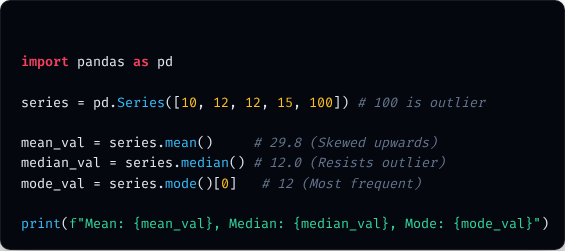 import pandas as pd
series = pd.Series([10, 12, 12, 15, 100]) # 100 is outlier
mean_val = series.mean()     # 29.8 (Skewed upwards)
median_val = series.median() # 12.0 (Resists outlier)
mode_val = series.mode()[0]   # 12 (Most frequent)
print(f"Mean: {mean_val}, Median: {median_val}, Mode: {mode_val}")